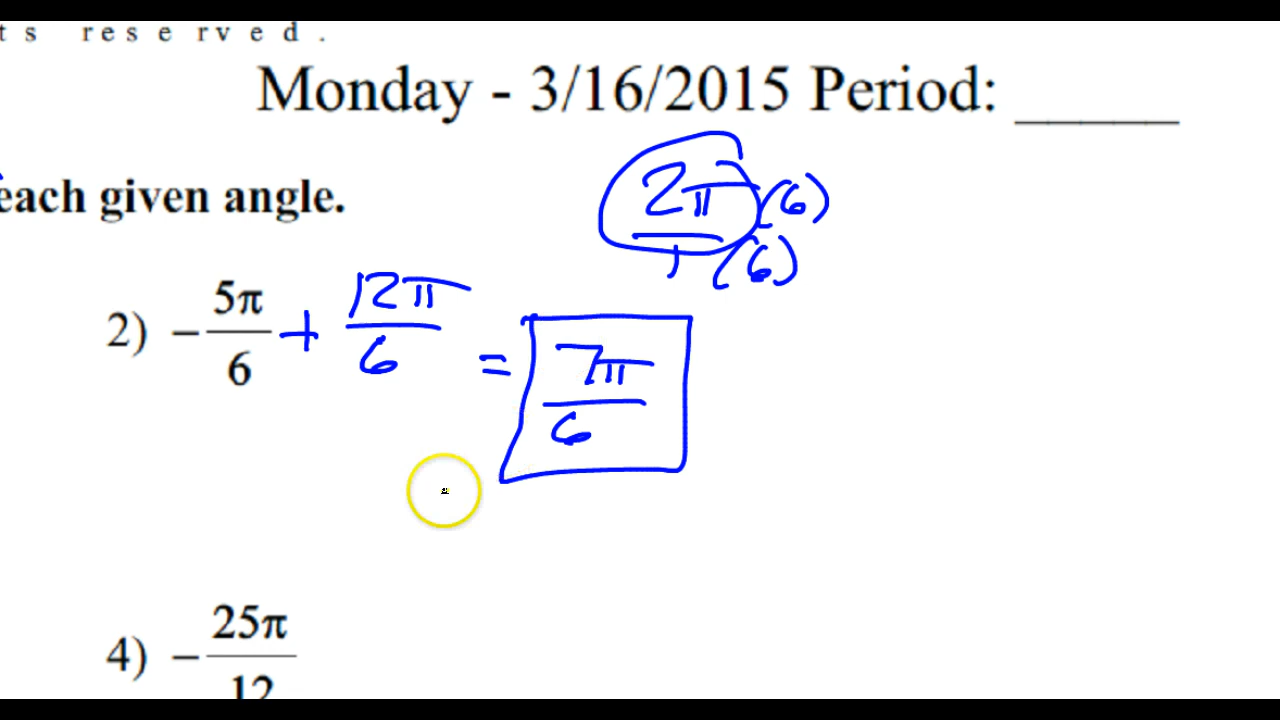 ts reserved.
Monday - 3/16/2015 Period: _____
each given angle.
2π/1 (6)/(6)
2) -5π/6 + 12π/6 = 7π/6
4) -25π/12